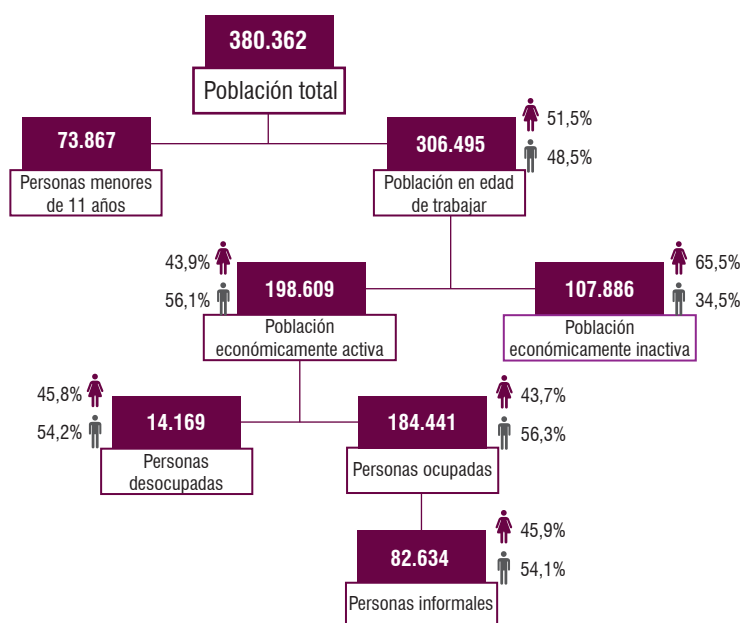 380.362
Población total
73.867
Personas menores
de 11 años
306.495
Población en edad
de trabajar
51,5%
48,5%
43,9%
56,1%
198.609
Población
económicamente activa
107.886
Población
económicamente inactiva
65,5%
34,5%
45,8%
54,2%
14.169
Personas
desocupadas
184.441
Personas ocupadas
43,7%
56,3%
82.634
Personas informales
45,9%
54,1%